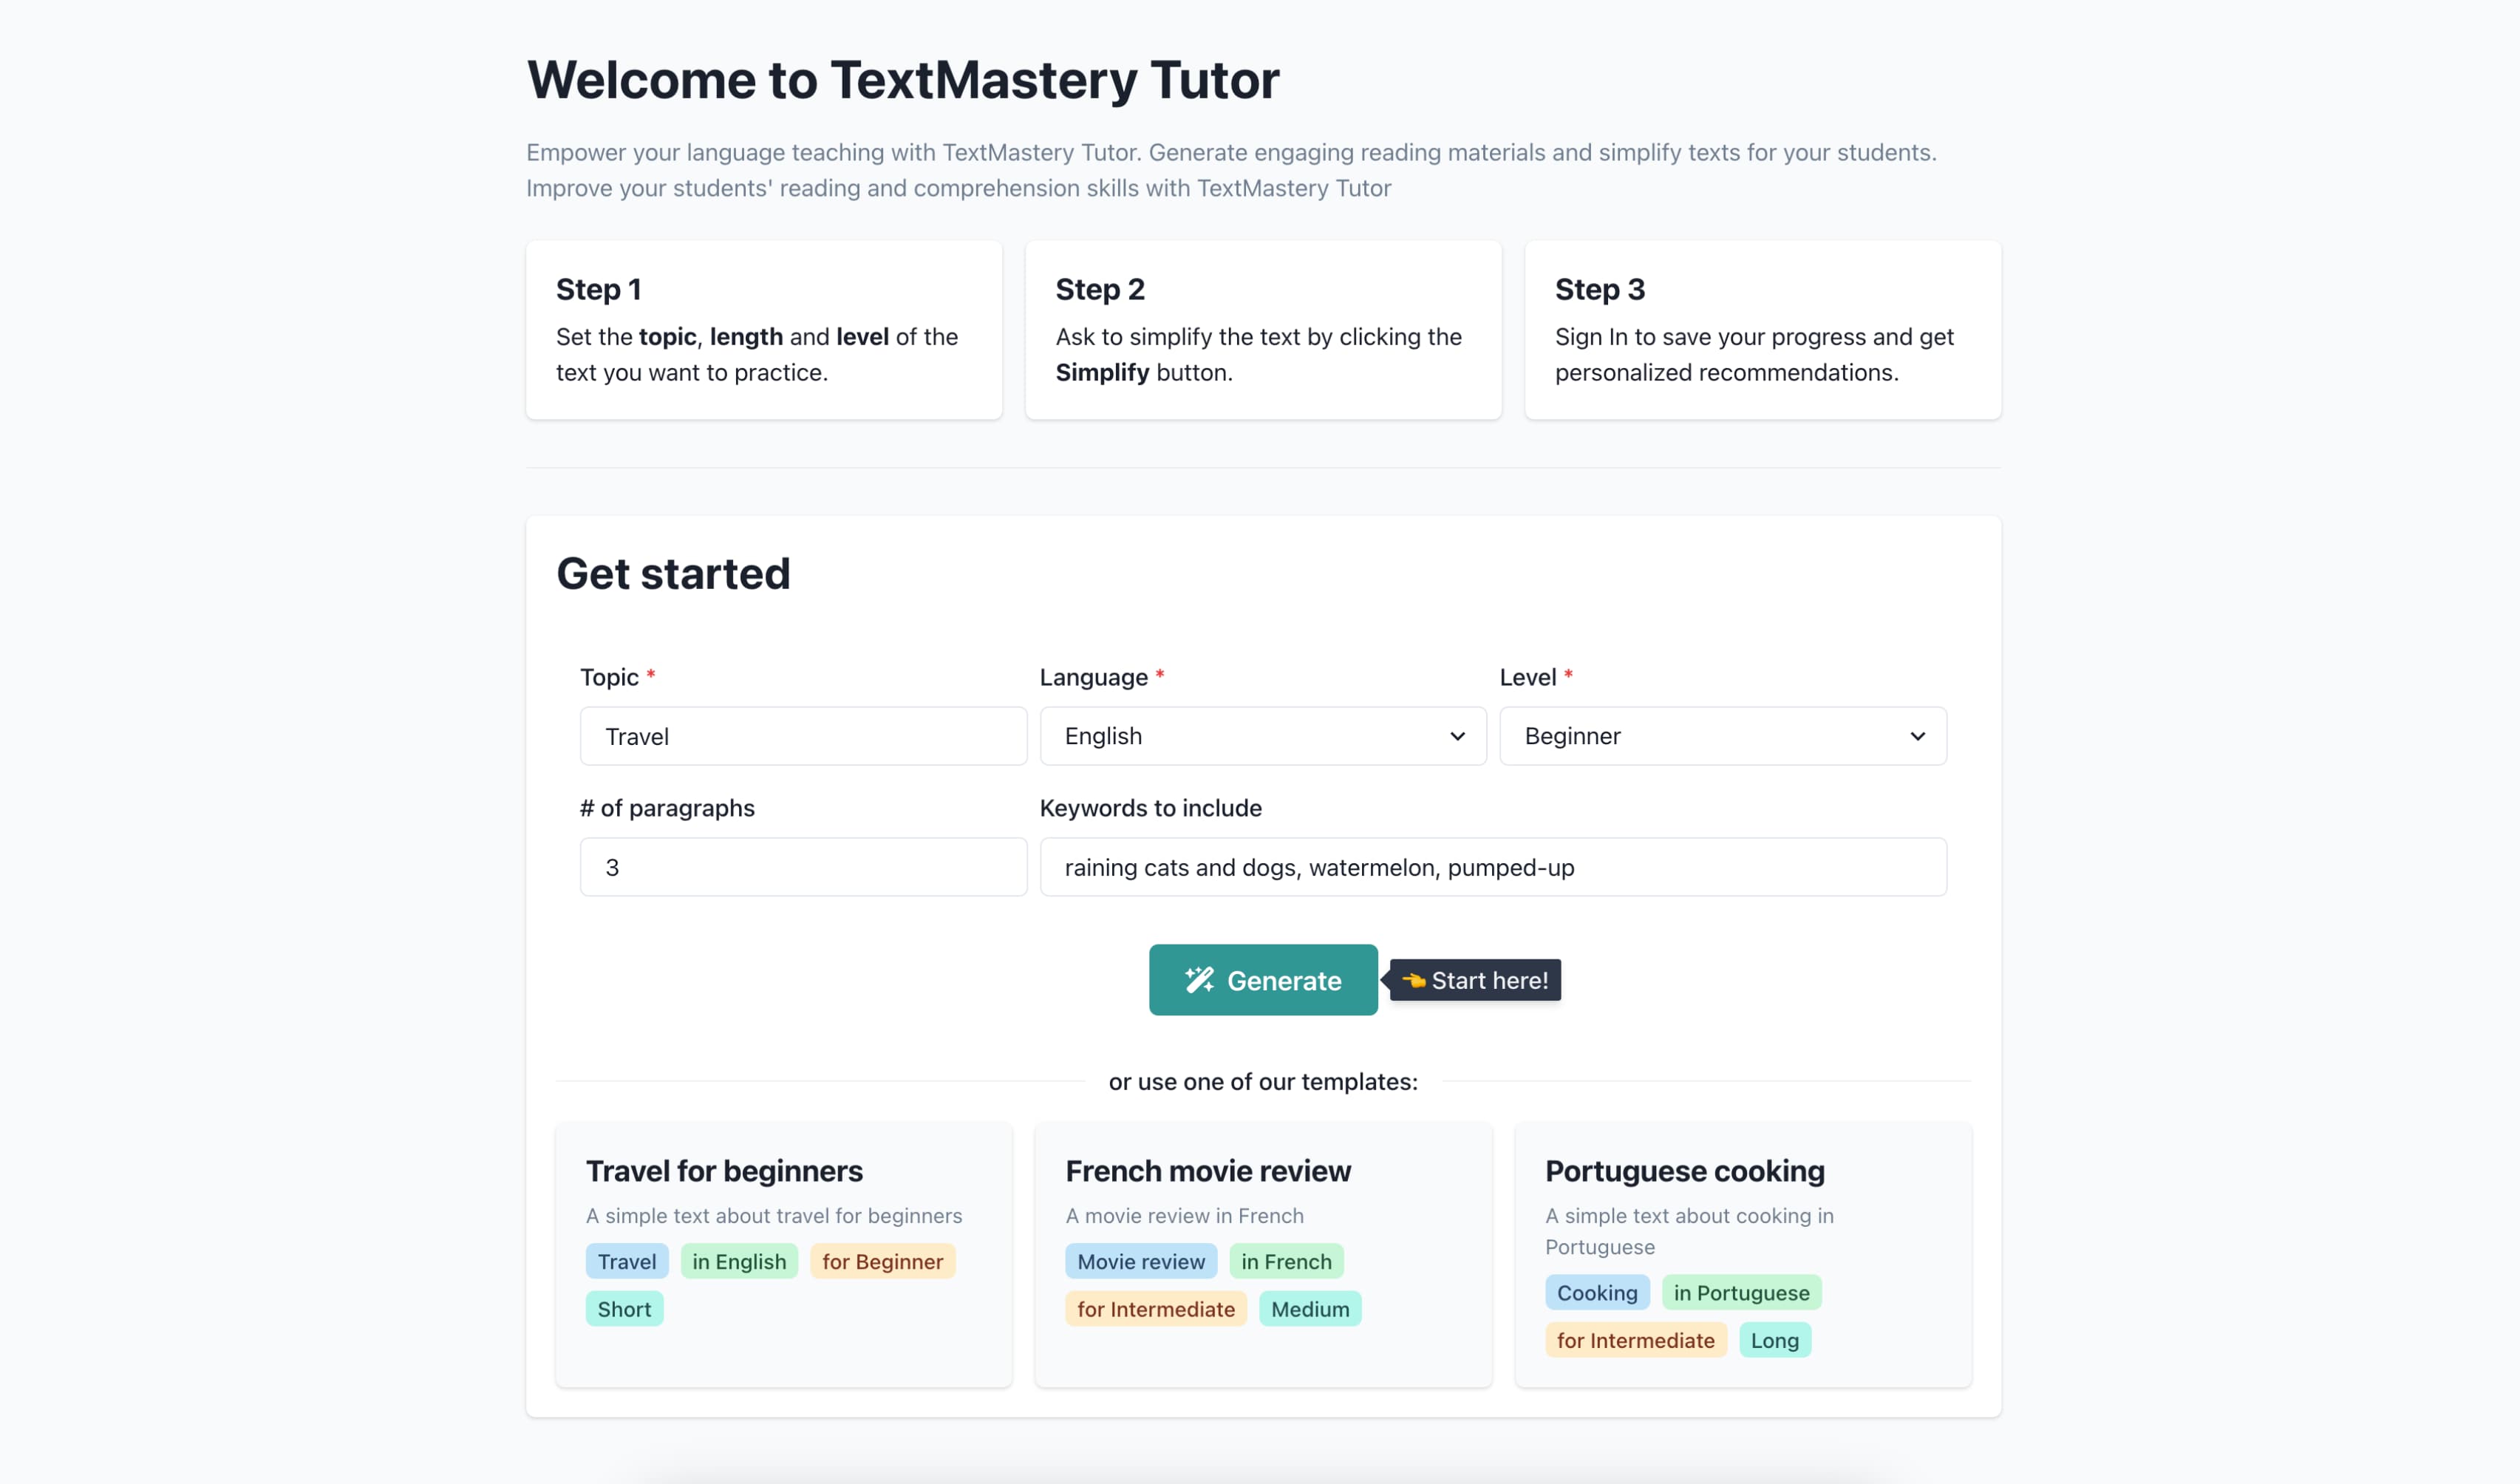 Welcome to TextMastery Tutor
Empower your language teaching with TextMastery Tutor. Generate engaging reading materials and simplify texts for your students.
Improve your students' reading and comprehension skills with TextMastery Tutor
Step 1
Set the topic, length and level of the
text you want to practice.
Step 2
Ask to simplify the text by clicking the
Simplify button.
Step 3
Sign In to save your progress and get
personalized recommendations.
Get started
Topic *
Travel
Language *
English
Level *
Beginner
# of paragraphs
3
Keywords to include
raining cats and dogs, watermelon, pumped-up
Generate
👈 Start here!
or use one of our templates:
Travel for beginners
A simple text about travel for beginners
Travel in English for Beginner
Short
French movie review
A movie review in French
Movie review in French
for Intermediate Medium
Portuguese cooking
A simple text about cooking in
Portuguese
Cooking in Portuguese
for Intermediate Long